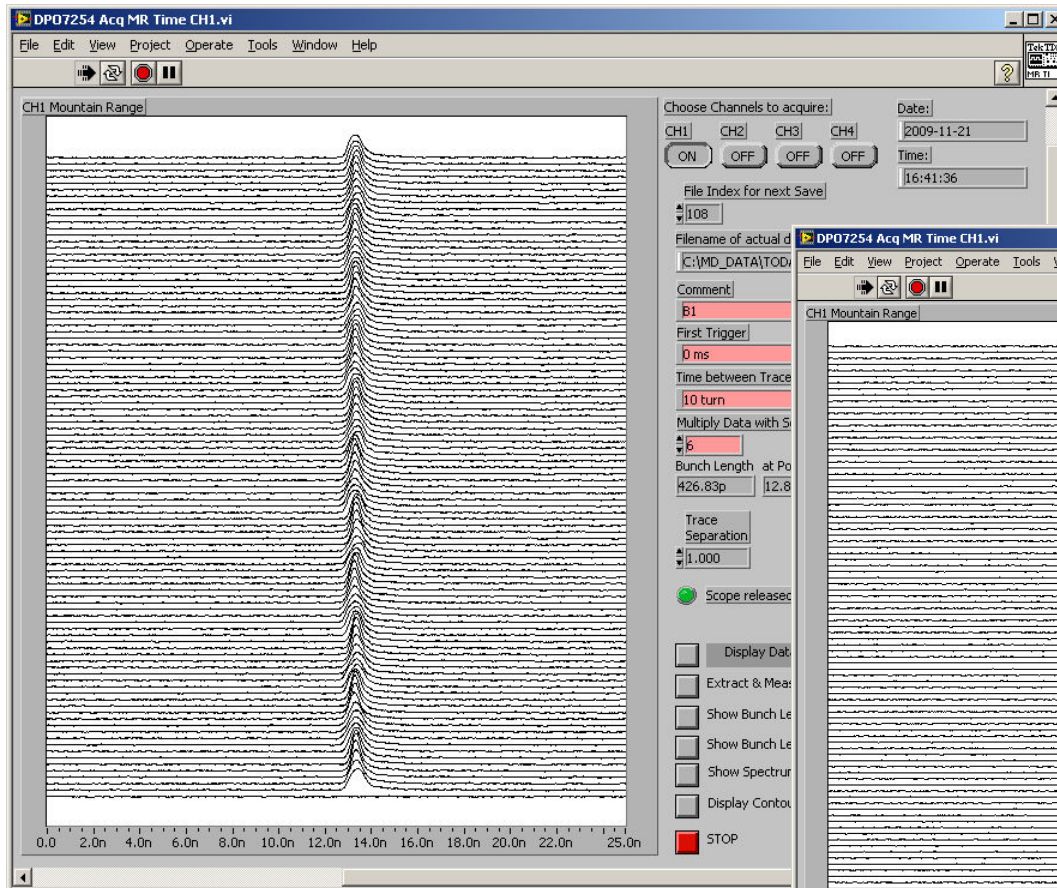 DPO7254 Acq MR Time CH1.vi
File Edit View Project Operate Tools Window Help
MR TI
CH1 Mountain Range
0.0 2.0n 4.0n 6.0n 8.0n 10.0n 12.0n 14.0n 16.0n 18.0n 20.0n 22.0n 25.0n
Choose Channels to acquire:
CH1 CH2 CH3 CH4
ON OFF OFF OFF
Date:
2009-11-21
Time:
16:41:36
File Index for next Save
108
Filename of actual d
C:\MD_DATA\TODA
Comment
B1
First Trigger
0 ms
Time between Trace
10 turn
Multiply Data with Sc
6
Bunch Length at Po
426.83p 12.8
Trace
Separation
1.000
Scope released
Display Data
Extract & Meas
Show Bunch Le
Show Bunch Le
Show Spectrum
Display Contou
STOP
DPO7254 Acq MR Time CH1.vi
File Edit View Project Operate Tools
CH1 Mountain Range